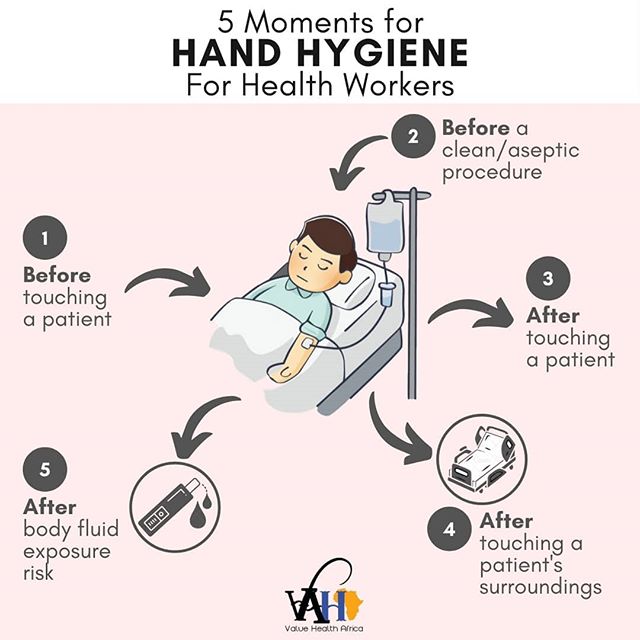 5 Moments for
HAND HYGIENE
For Health Workers
1
Before
touching
a patient
2
Before a
clean/aseptic
procedure
3
After
touching
a patient
4
After
touching a
patient's
surroundings
5
After
body fluid
exposure
risk
VAH
Value Health Africa